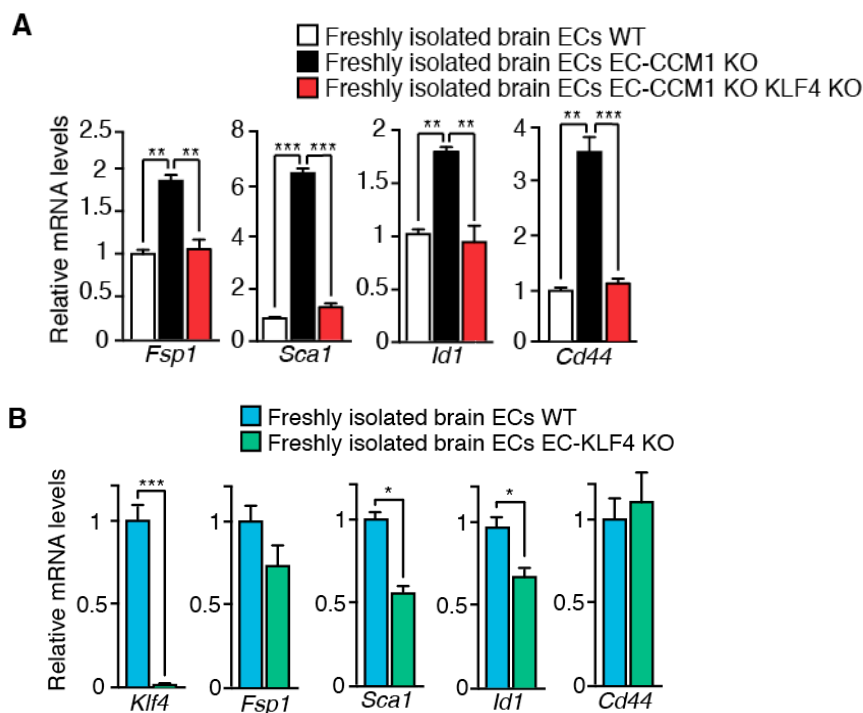 A
Freshly isolated brain ECs WT
Freshly isolated brain ECs EC-CCM1 KO
Freshly isolated brain ECs EC-CCM1 KO KLF4 KO
Relative mRNA levels
2.5
2
1.5
1
0.5
0
** **
Fsp1
8
6
4
2
0
*** ***
Sca1
2
1.5
1
0.5
0
** **
Id1
4
3
2
1
0
** ***
Cd44
B
Freshly isolated brain ECs WT
Freshly isolated brain ECs EC-KLF4 KO
Relative mRNA levels
1
0.5
0
***
Klf4
1
0.5
0
Fsp1
1
0.5
0
*
Sca1
1
0.5
0
*
Id1
1
0.5
0
Cd44